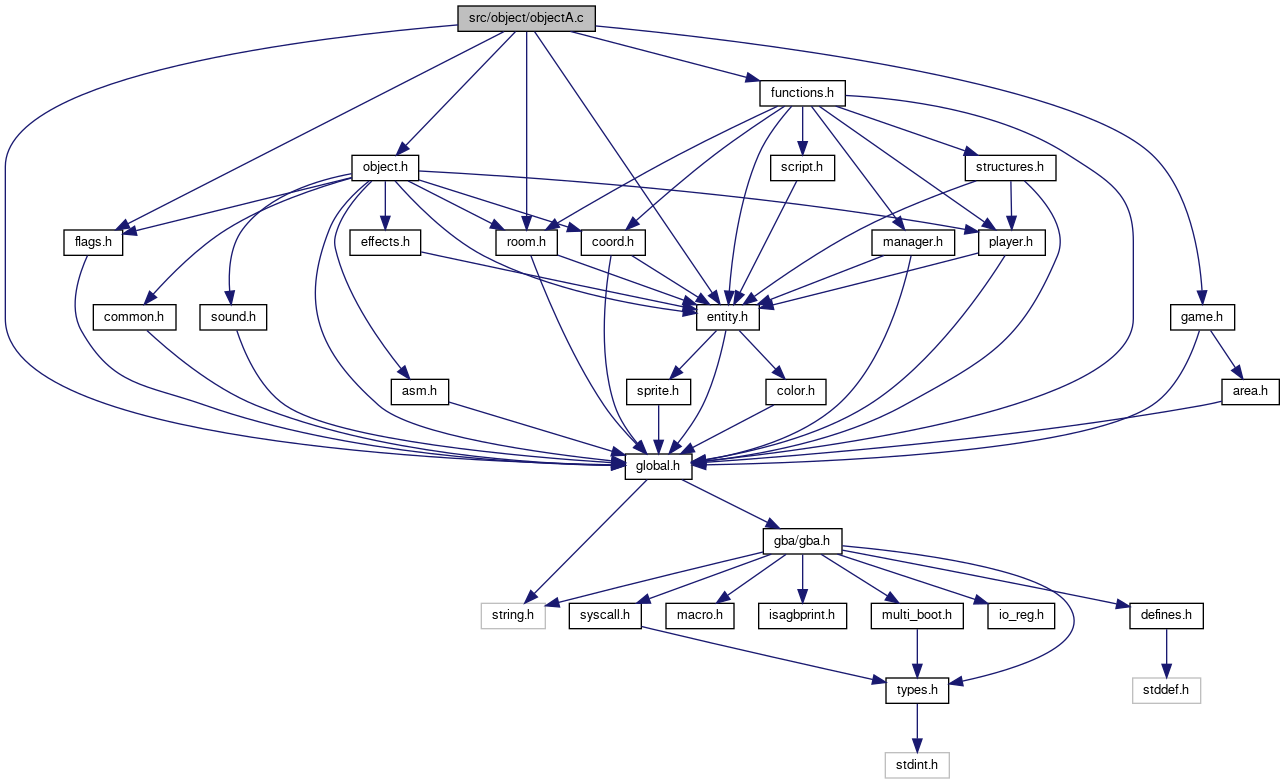 src/object/objectA.c
functions.h
object.h
script.h
structures.h
flags.h
effects.h
room.h
coord.h
manager.h
player.h
common.h
sound.h
entity.h
game.h
asm.h
sprite.h
color.h
area.h
global.h
gba/gba.h
string.h
syscall.h
macro.h
isagbprint.h
multi_boot.h
io_reg.h
defines.h
types.h
stddef.h
stdint.h